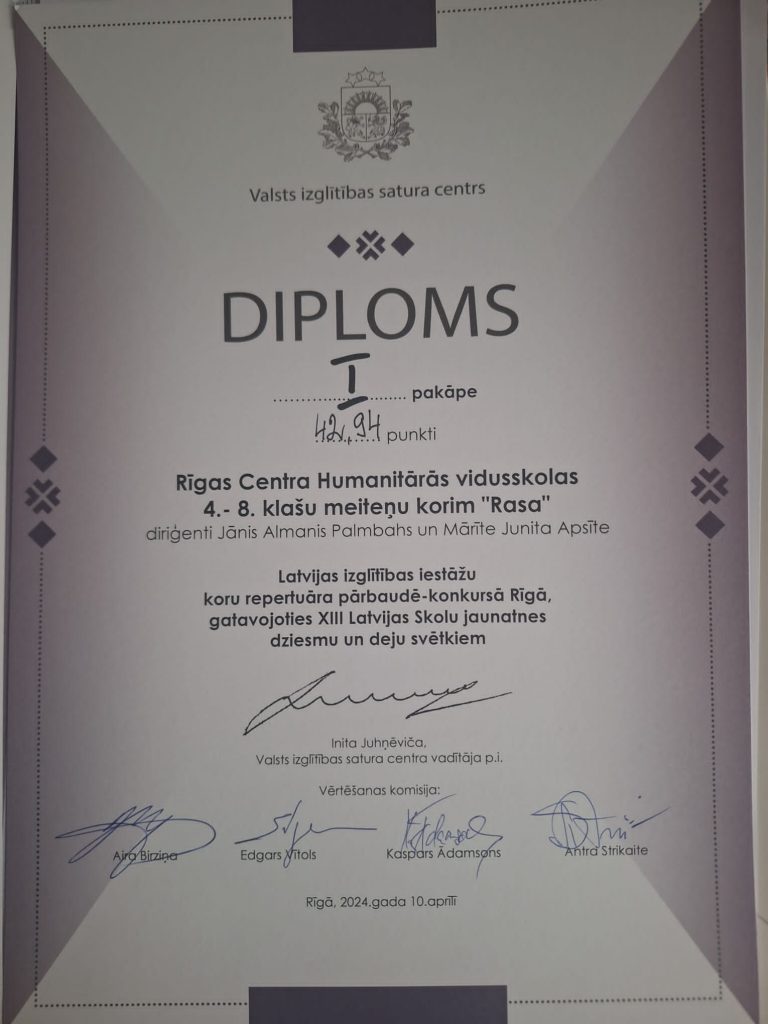 Valsts izglītības satura centrs
DIPLOMS
I
.................... pakāpe
42,94 punkti
Rīgas Centra Humanitārās vidusskolas
4.- 8. klašu meiteņu korim "Rasa"
diriģenti Jānis Almanis Palmbahs un Mārīte Junita Apsīte
Latvijas izglītības iestāžu
koru repertuāra pārbaudē-konkursā Rīgā,
gatavojoties XIII Latvijas Skolu jaunatnes
dziesmu un deju svētkiem
Inita Juhņēviča,
Valsts izglītības satura centra vadītāja p.i.
Vērtēšanas komisija:
Aira Birziņa Edgars Vītols Kaspars Ādamsons Antra Strikaite
Rīgā, 2024.gada 10.aprīlī